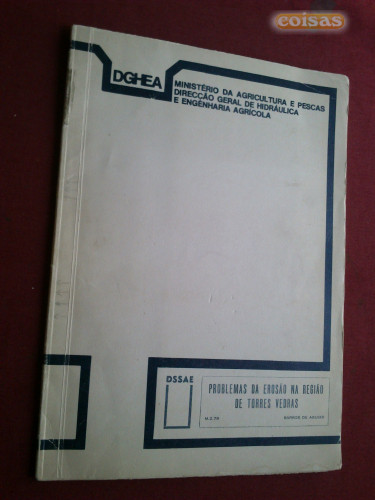 coisas
DGHEA
MINISTÉRIO DA AGRICULTURA E PESCAS
DIRECÇÃO GERAL DE HIDRÁULICA
E ENGENHARIA AGRÍCOLA
DSSAE
PROBLEMAS DA EROSÃO NA REGIÃO
DE TORRES VEDRAS